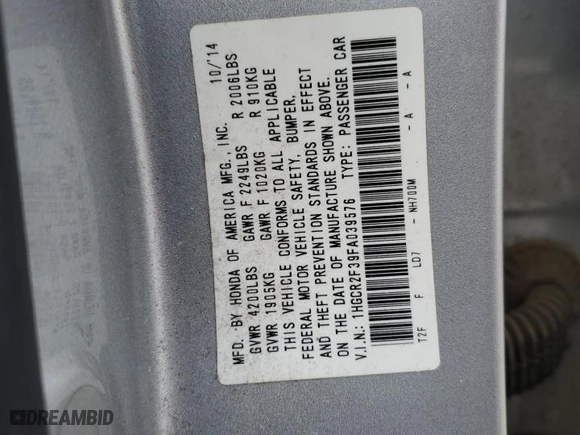 MFD. BY HONDA OF AMERICA MFG., INC. 10/'14
GVWR 4200LBS GAWR F 2249LBS R 2006LBS
GVWR 1905KG GAWR F 1020KG R 910KG
THIS VEHICLE CONFORMS TO ALL APPLICABLE
FEDERAL MOTOR VEHICLE SAFETY, BUMPER,
AND THEFT PREVENTION STANDARDS IN EFFECT
ON THE DATE OF MANUFACTURE SHOWN ABOVE.
V.I.N.: 1HGCR2F39FA039576 TYPE: PASSENGER CAR
T2F F LD7 - NH700M - A - A
DREAMBID